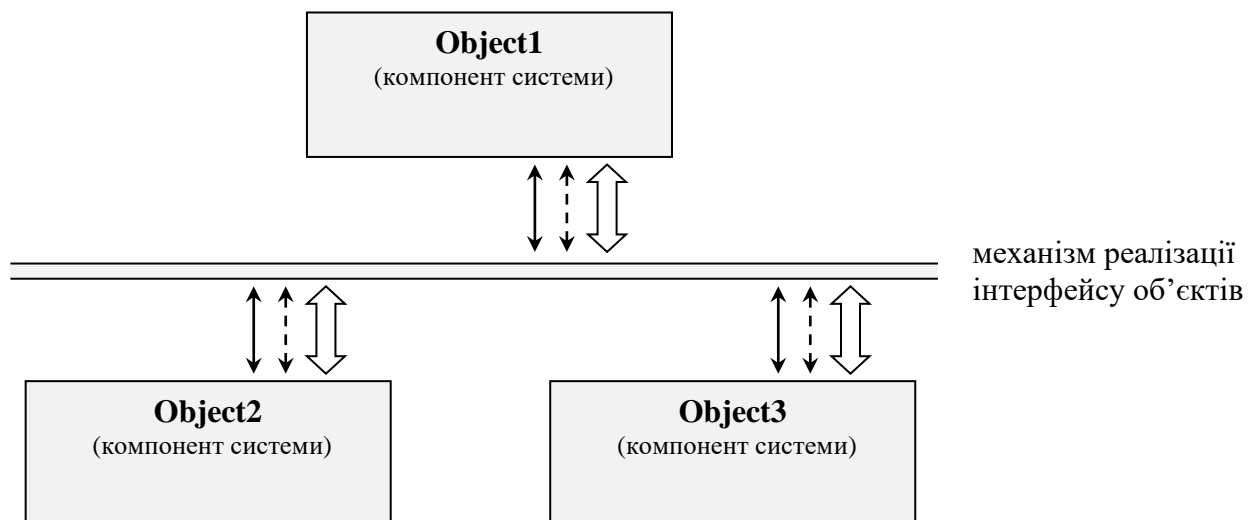 Object1
(компонент системи)
механізм реалізації
інтерфейсу об’єктів
Object2
(компонент системи)
Object3
(компонент системи)